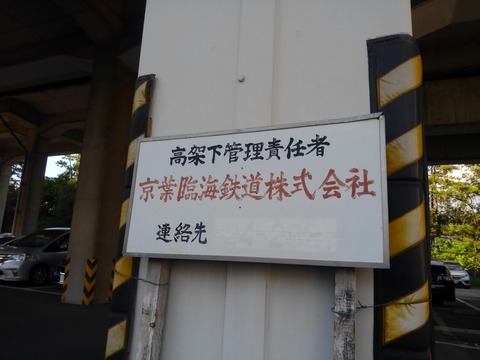 高架下管理責任者
京葉臨海鉄道株式会社
連絡先